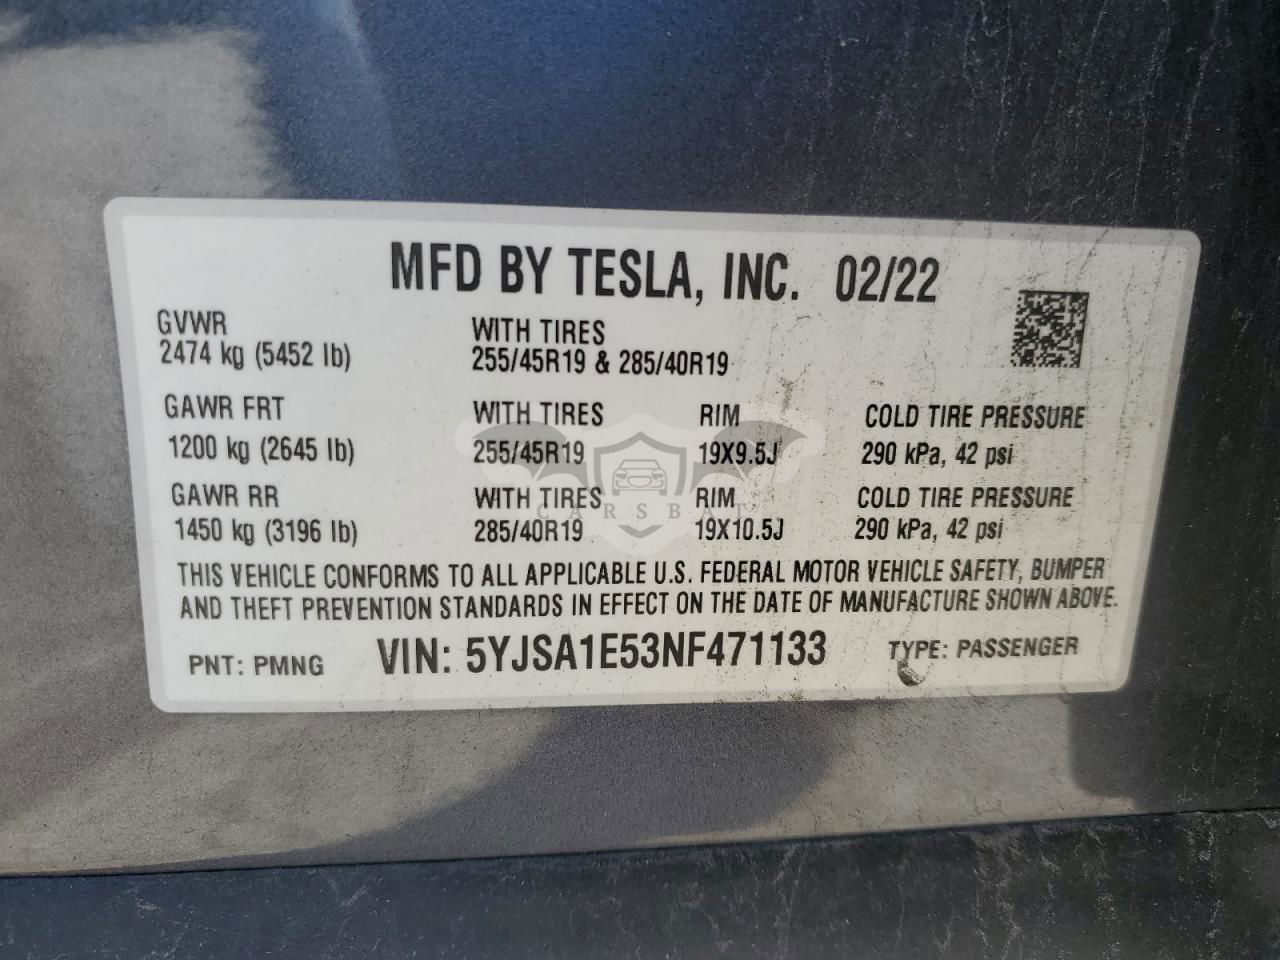 MFD BY TESLA, INC. 02/22
GVWR
2474 kg (5452 lb)
WITH TIRES
255/45R19 & 285/40R19
GAWR FRT WITH TIRES RIM COLD TIRE PRESSURE
1200 kg (2645 lb) 255/45R19 19X9.5J 290 kPa, 42 psi
GAWR RR WITH TIRES RIM COLD TIRE PRESSURE
1450 kg (3196 lb) 285/40R19 19X10.5J 290 kPa, 42 psi
CARSBAT
THIS VEHICLE CONFORMS TO ALL APPLICABLE U.S. FEDERAL MOTOR VEHICLE SAFETY, BUMPER
AND THEFT PREVENTION STANDARDS IN EFFECT ON THE DATE OF MANUFACTURE SHOWN ABOVE.
PNT: PMNG VIN: 5YJSA1E53NF471133 TYPE: PASSENGER